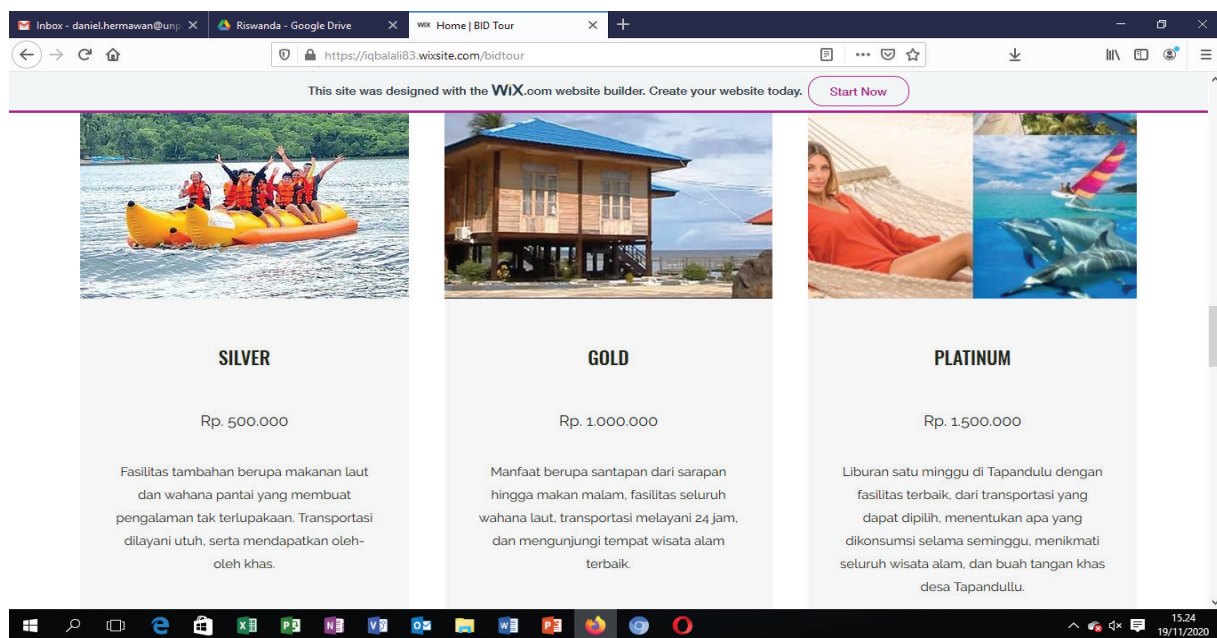 Inbox - daniel.hermawan@unp
Riswanda - Google Drive
WIX Home | BID Tour
https://iqbalali83.wixsite.com/bidtour
This site was designed with the WiX.com website builder. Create your website today. Start Now
SILVER
Rp. 500.000
Fasilitas tambahan berupa makanan laut
dan wahana pantai yang membuat
pengalaman tak terlupakaan. Transportasi
dilayani utuh, serta mendapatkan oleh-
oleh khas.
GOLD
Rp. 1.000.000
Manfaat berupa santapan dari sarapan
hingga makan malam, fasilitas seluruh
wahana laut, transportasi melayani 24 jam,
dan mengunjungi tempat wisata alam
terbaik.
PLATINUM
Rp. 1.500.000
Liburan satu minggu di Tapandulu dengan
fasilitas terbaik, dari transportasi yang
dapat dipilih, menentukan apa yang
dikonsumsi selama seminggu, menikmati
seluruh wisata alam, dan buah tangan khas
desa Tapandullu.
15.24
19/11/2020